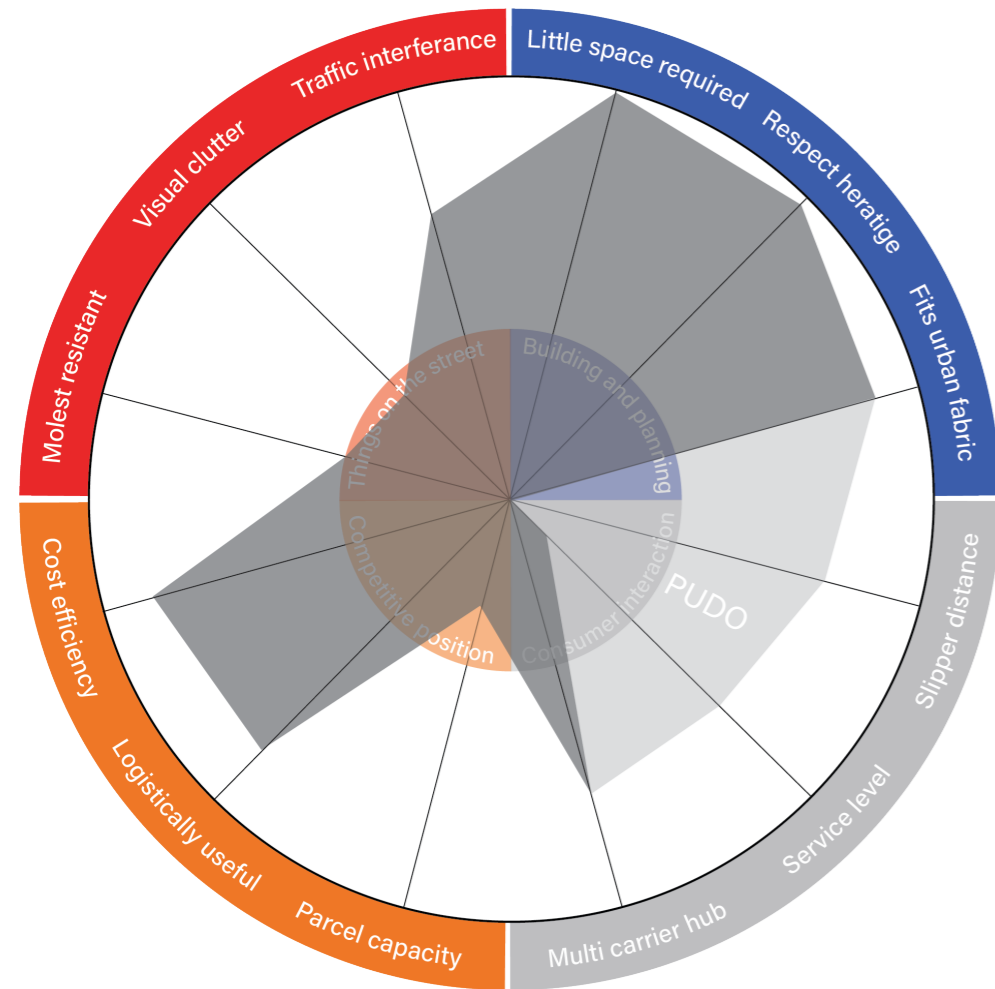 Traffic interferance
Little space required
Visual clutter
Respect heratige
Molest resistant
Fits urban fabric
Things on the street
Building and planning
Competitive position
Consumer interaction
PUDO
Cost efficiency
Slipper distance
Logistically useful
Service level
Parcel capacity
Multi carrier hub